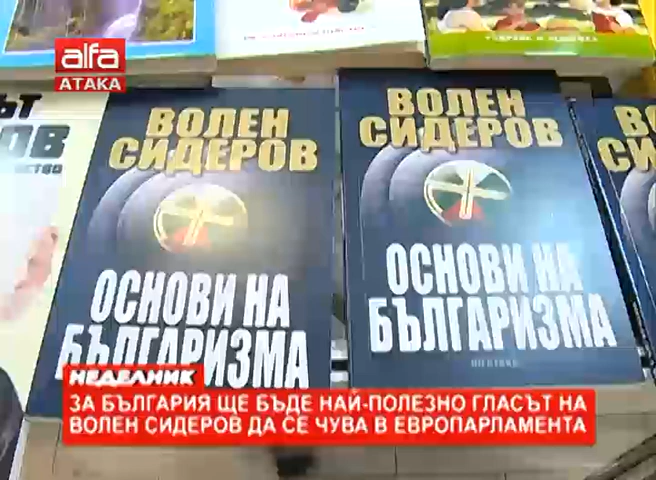 alfa
АТАКА
ВОЛЕН
СИДЕРОВ
ОСНОВИ НА
БЪЛГАРИЗМА
ВОЛЕН
СИДЕРОВ
ОСНОВИ НА
БЪЛГАРИЗМА
НЕДЕЛНИК
ЗА БЪЛГАРИЯ ЩЕ БЪДЕ НАЙ-ПОЛЕЗНО ГЛАСЪТ НА
ВОЛЕН СИДЕРОВ ДА СЕ ЧУВА В ЕВРОПАРЛАМЕНТА